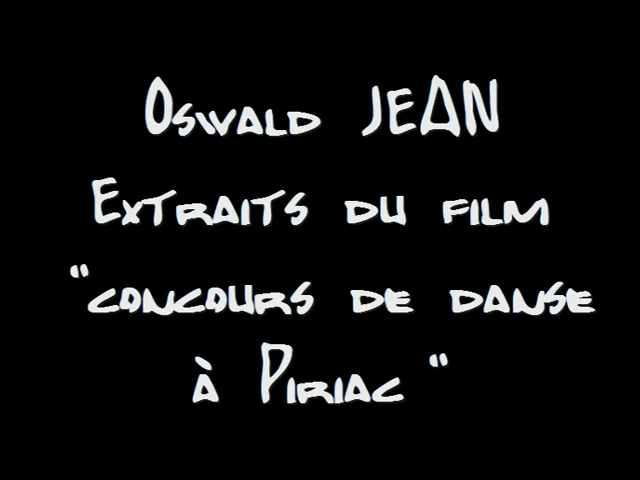 Oswald JEAN
Extraits du film
"concours de danse
à Piriac"